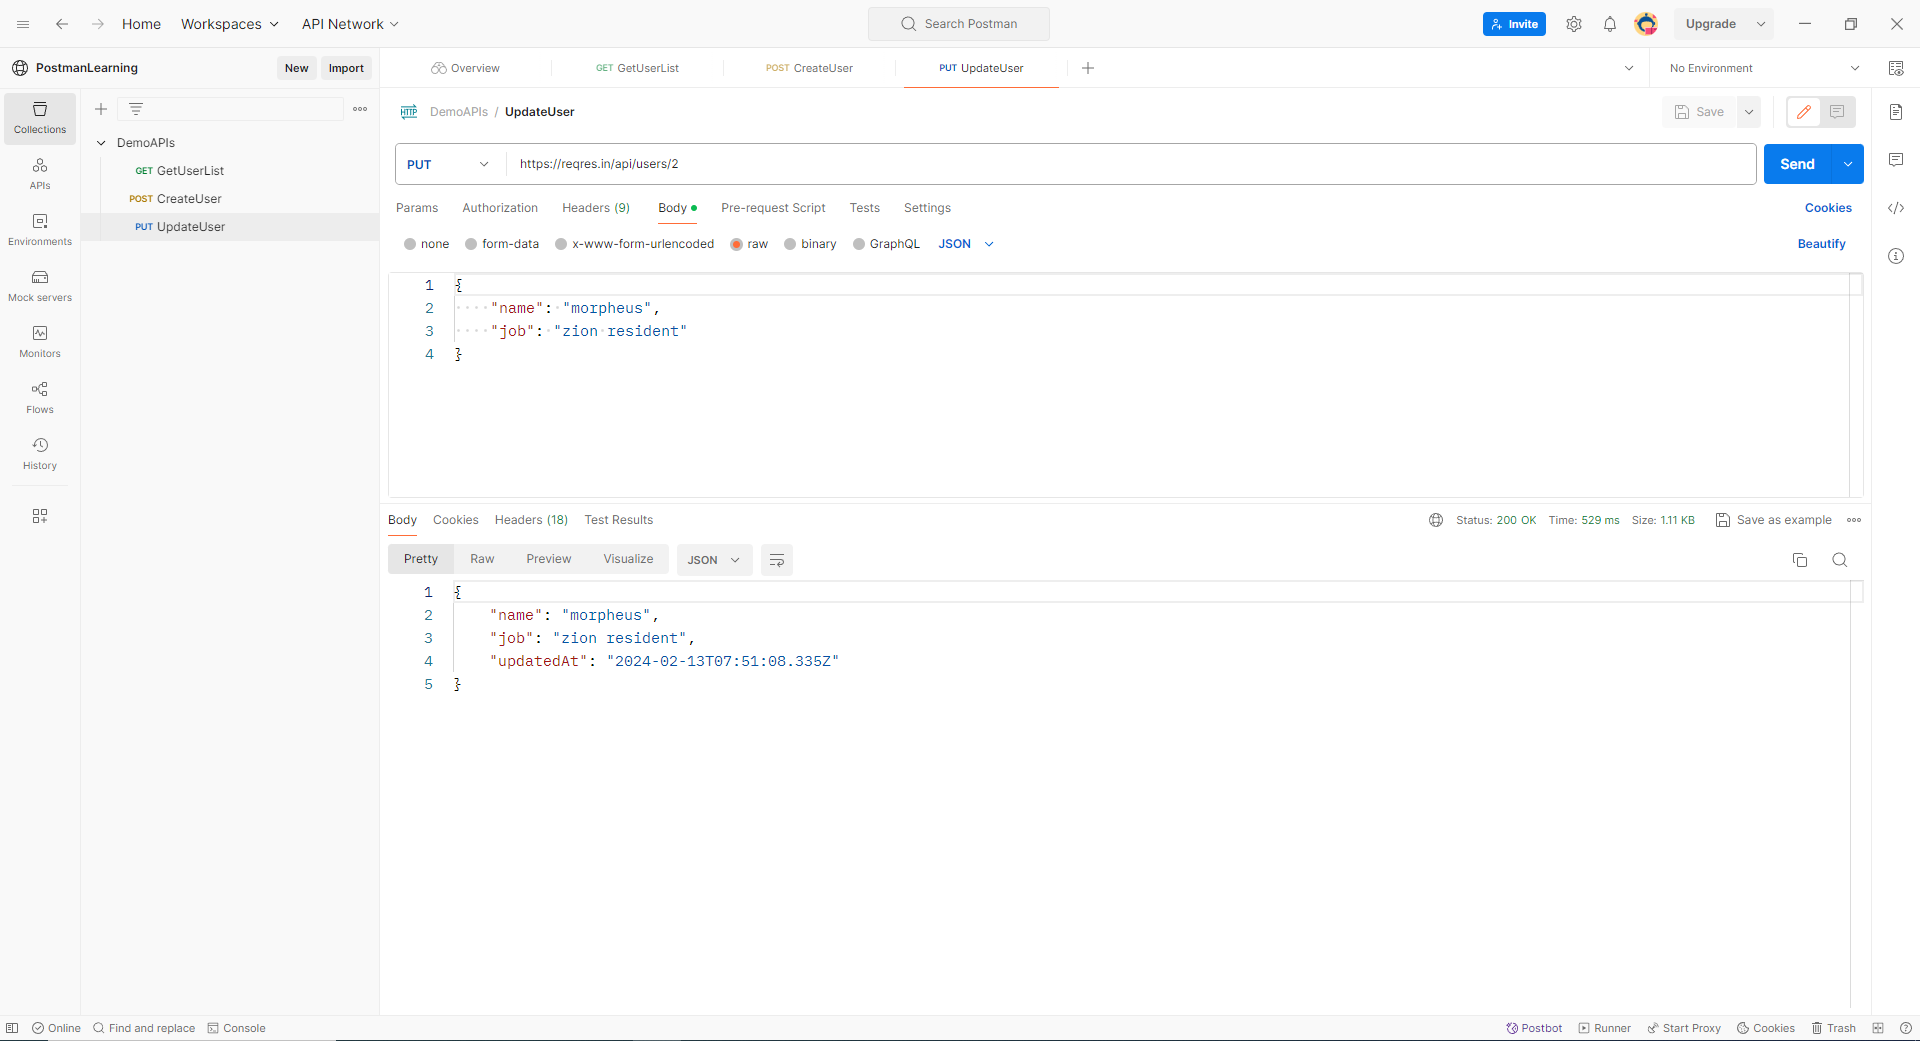 Home Workspaces API Network Search Postman Invite Upgrade
PostmanLearning New Import Overview GET GetUserList POST CreateUser PUT UpdateUser No Environment
Collections
APIs
Environments
Mock servers
Monitors
Flows
History
DemoAPIs
GET GetUserList
POST CreateUser
PUT UpdateUser
HTTP DemoAPIs / UpdateUser Save
PUT https://reqres.in/api/users/2 Send
Params Authorization Headers (9) Body Pre-request Script Tests Settings Cookies
none form-data x-www-form-urlencoded raw binary GraphQL JSON Beautify
1 {
2 "name": "morpheus",
3 "job": "zion resident"
4 }
Body Cookies Headers (18) Test Results Status: 200 OK Time: 529 ms Size: 1.11 KB Save as example
Pretty Raw Preview Visualize JSON
1 {
2 "name": "morpheus",
3 "job": "zion resident",
4 "updatedAt": "2024-02-13T07:51:08.335Z"
5 }
Online Find and replace Console Postbot Runner Start Proxy Cookies Trash